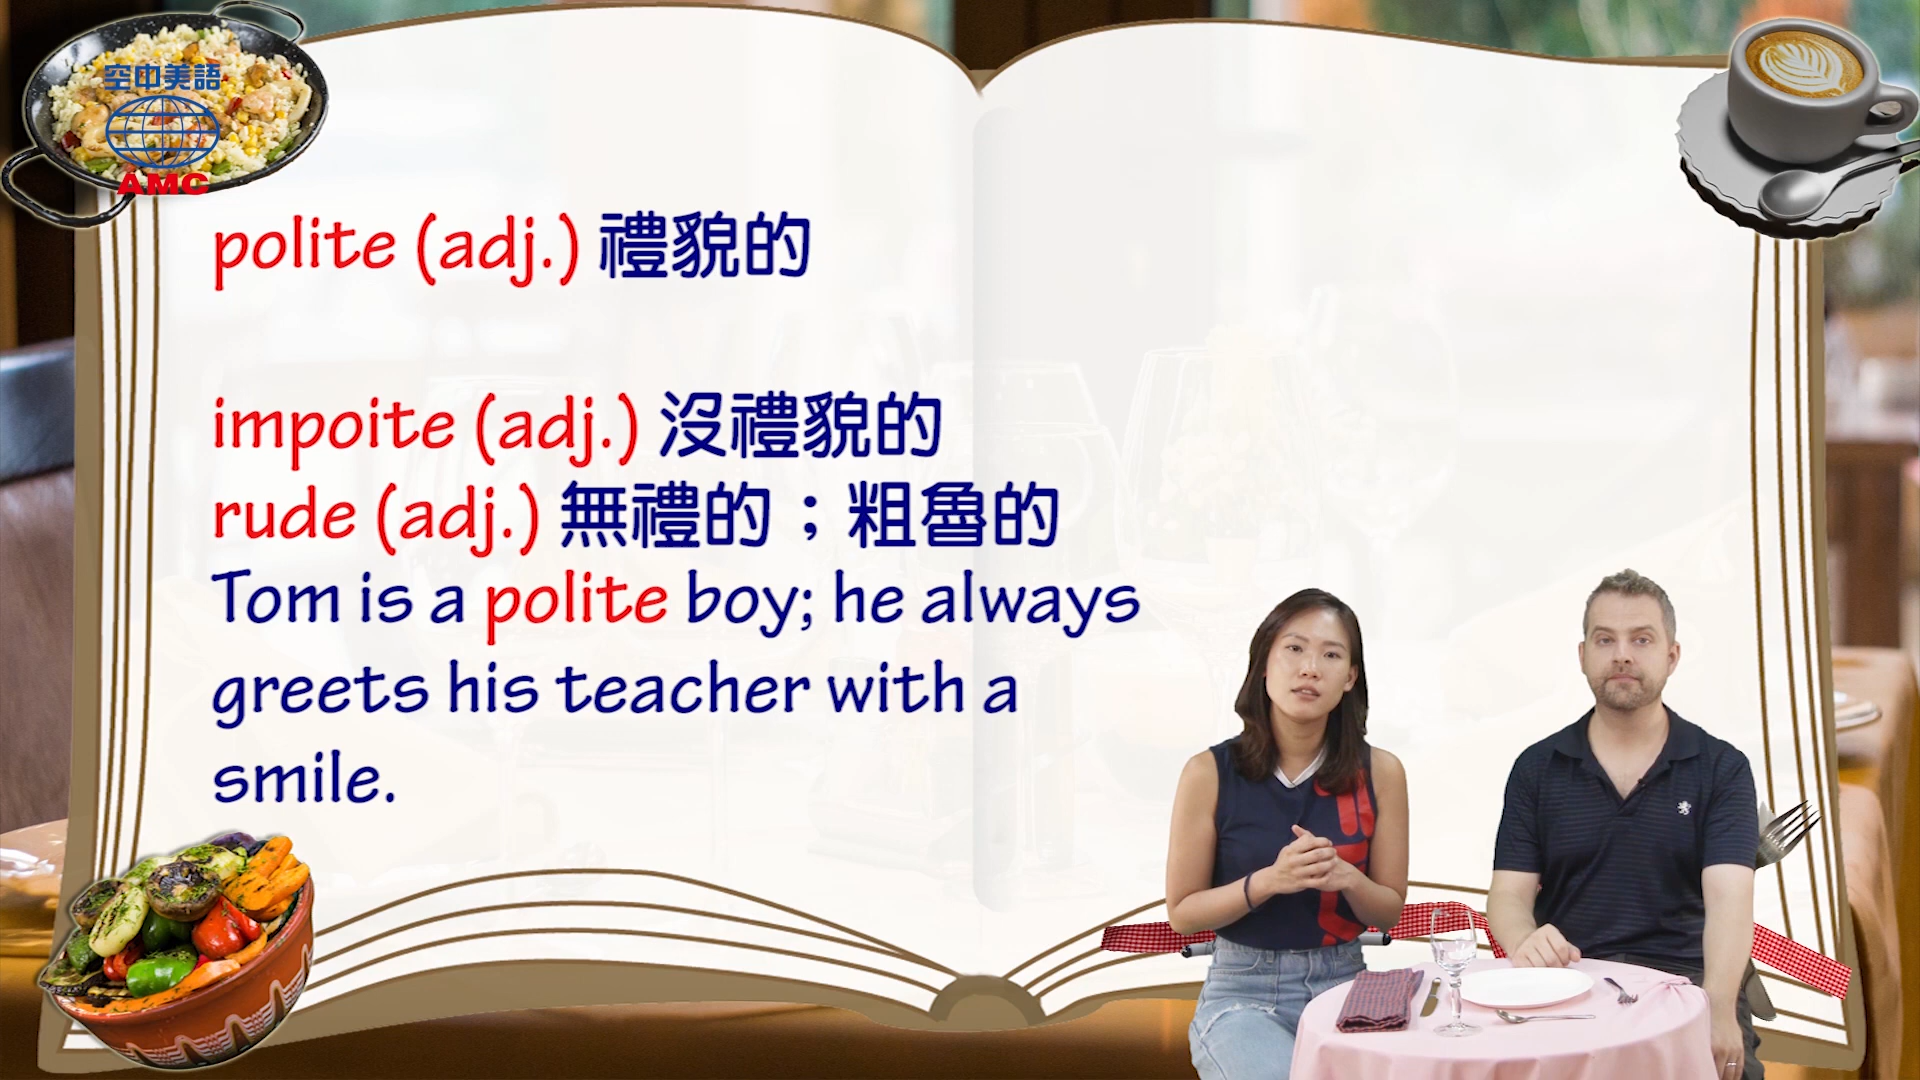 空中美語
AMC
polite (adj.) 禮貌的
impoite (adj.) 沒禮貌的
rude (adj.) 無禮的；粗魯的
Tom is a polite boy; he always
greets his teacher with a
smile.